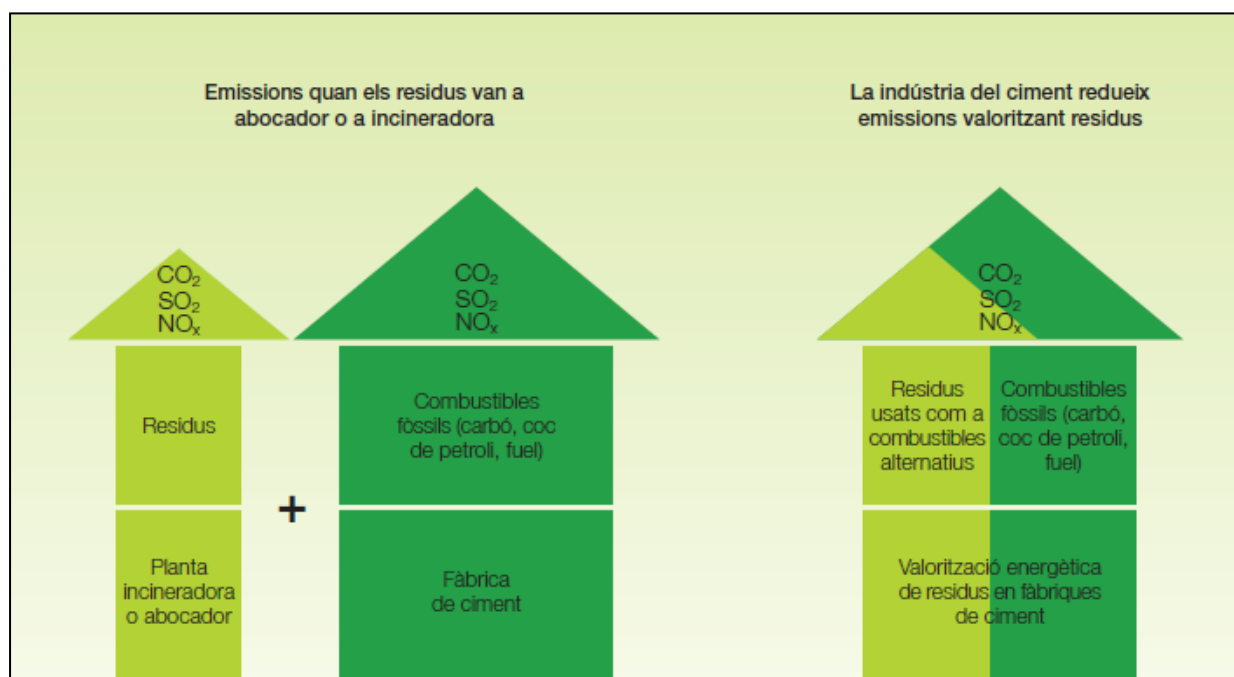 Emissions quan els residus van a
abocador o a incineradora
La indústria del ciment redueix
emissions valoritzant residus
CO₂
SO₂
NOₓ
CO₂
SO₂
NOₓ
CO₂
SO₂
NOₓ
Residus
Combustibles
fòssils (carbó, coc
de petroli, fuel)
Residus
usats com a
combustibles
alternatius
Combustibles
fòssils (carbó,
coc de petroli,
fuel)
+
Planta
incineradora
o abocador
Fàbrica
de ciment
Valorització energètica
de residus en fàbriques
de ciment